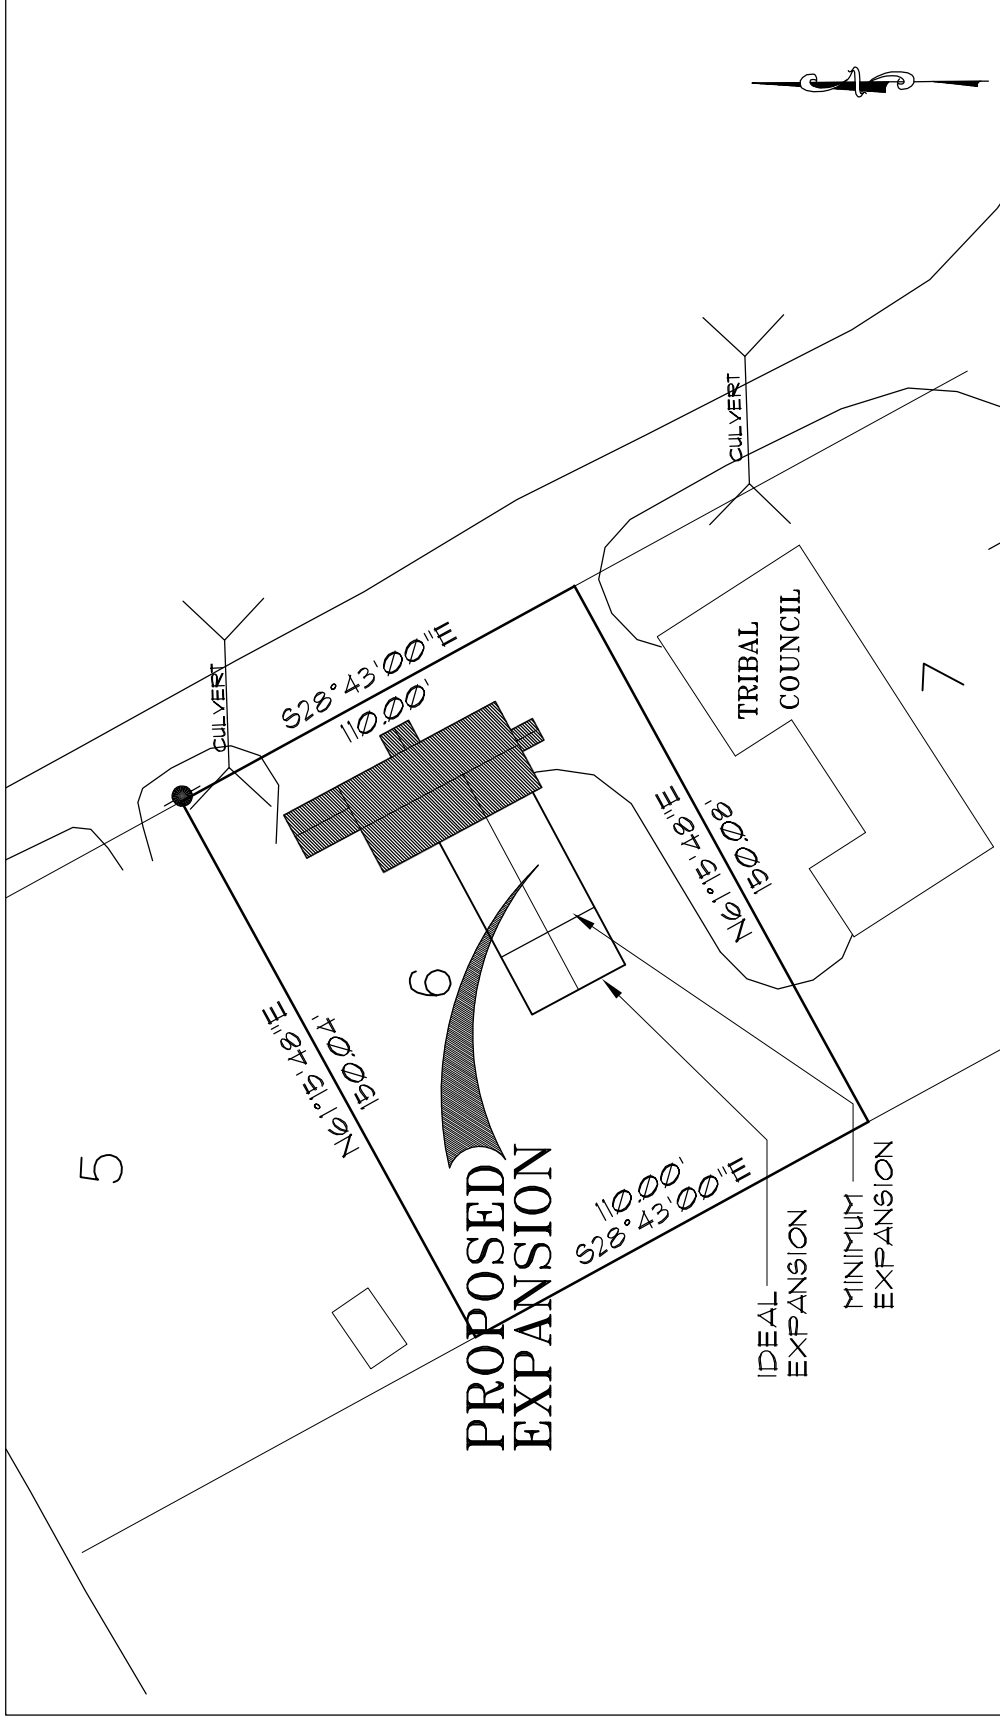 CULVERT
CULVERT
S28°43'00"E
110.00'
TRIBAL
COUNCIL
7
N61°15'48"E
150.08'
6
N61°15'48"E
150.04'
5
PROPOSED
EXPANSION
110.00'
S28°43'00"E
IDEAL
EXPANSION
MINIMUM
EXPANSION
N